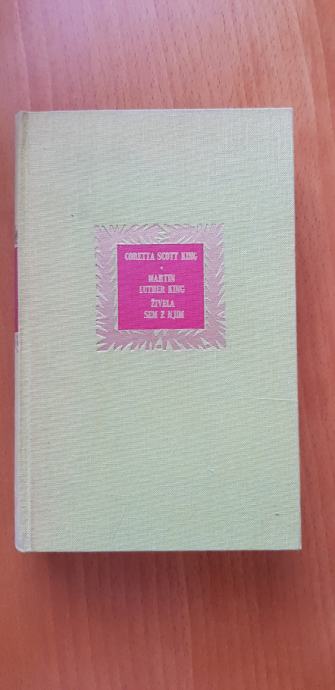 CORETTA SCOTT KING
•
MARTIN
LUTHER KING
ŽIVELA
SEM Z NJIM